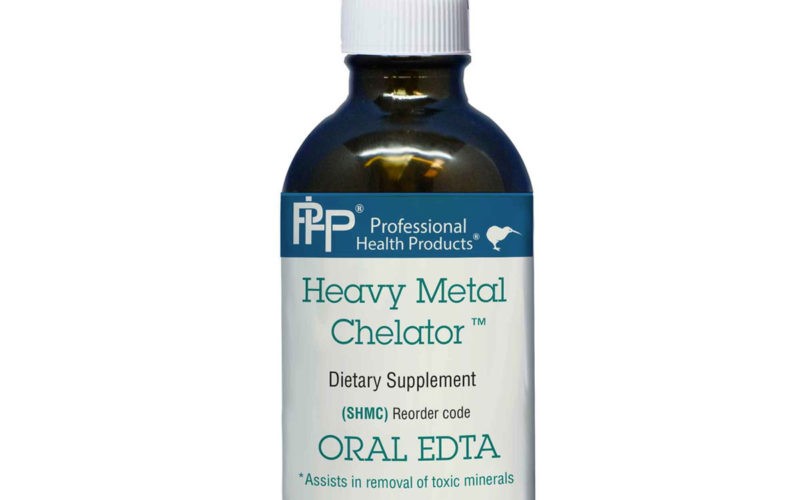 PHP® Professional
Health Products®
Heavy Metal
Chelator™
Dietary Supplement
(SHMC) Reorder code
ORAL EDTA
*Assists in removal of toxic minerals